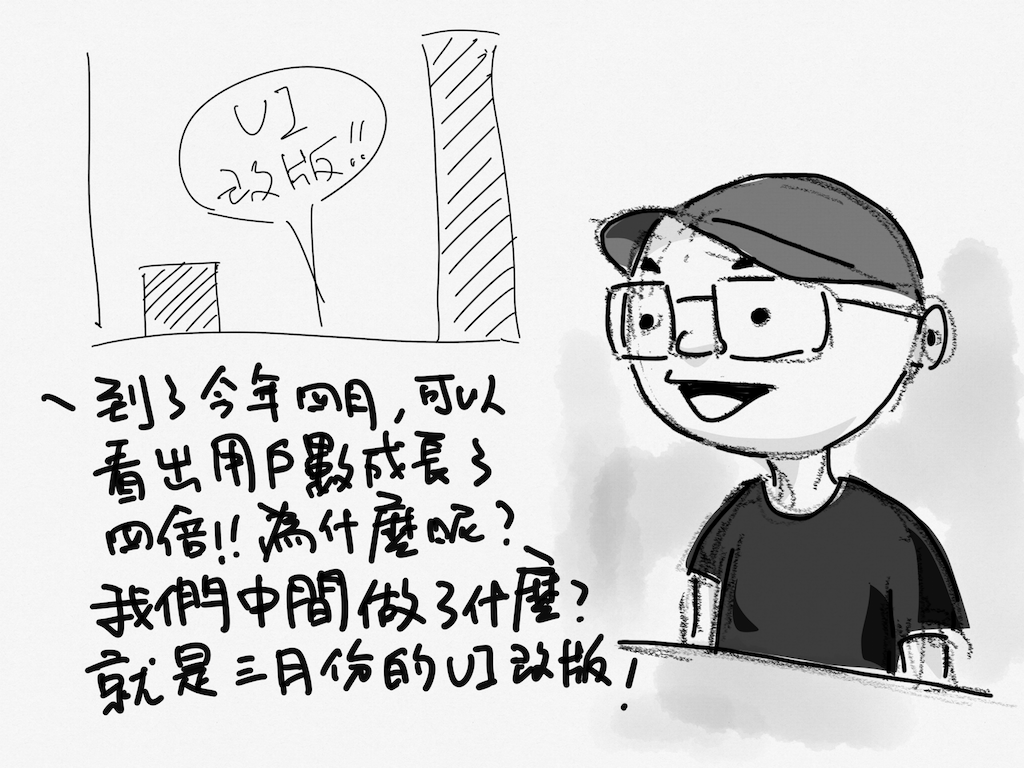 UI
改版!!
到了今年四月,可以
看出用戶數成長了
四倍!!為什麼呢?
我們中間做了什麼?
就是三月份的UI改版!